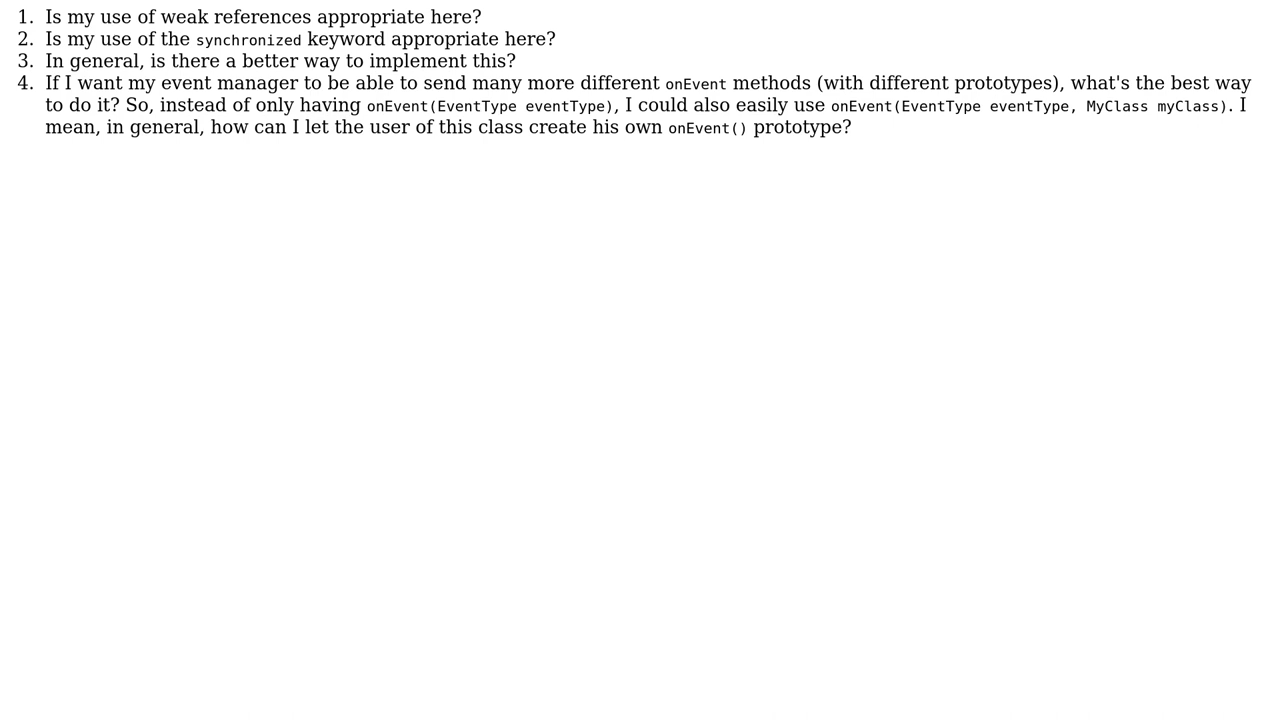 1. Is my use of weak references appropriate here?
2. Is my use of the synchronized keyword appropriate here?
3. In general, is there a better way to implement this?
4. If I want my event manager to be able to send many more different onEvent methods (with different prototypes), what's the best way
to do it? So, instead of only having onEvent(EventType eventType), I could also easily use onEvent(EventType eventType, MyClass myClass). I
mean, in general, how can I let the user of this class create his own onEvent() prototype?